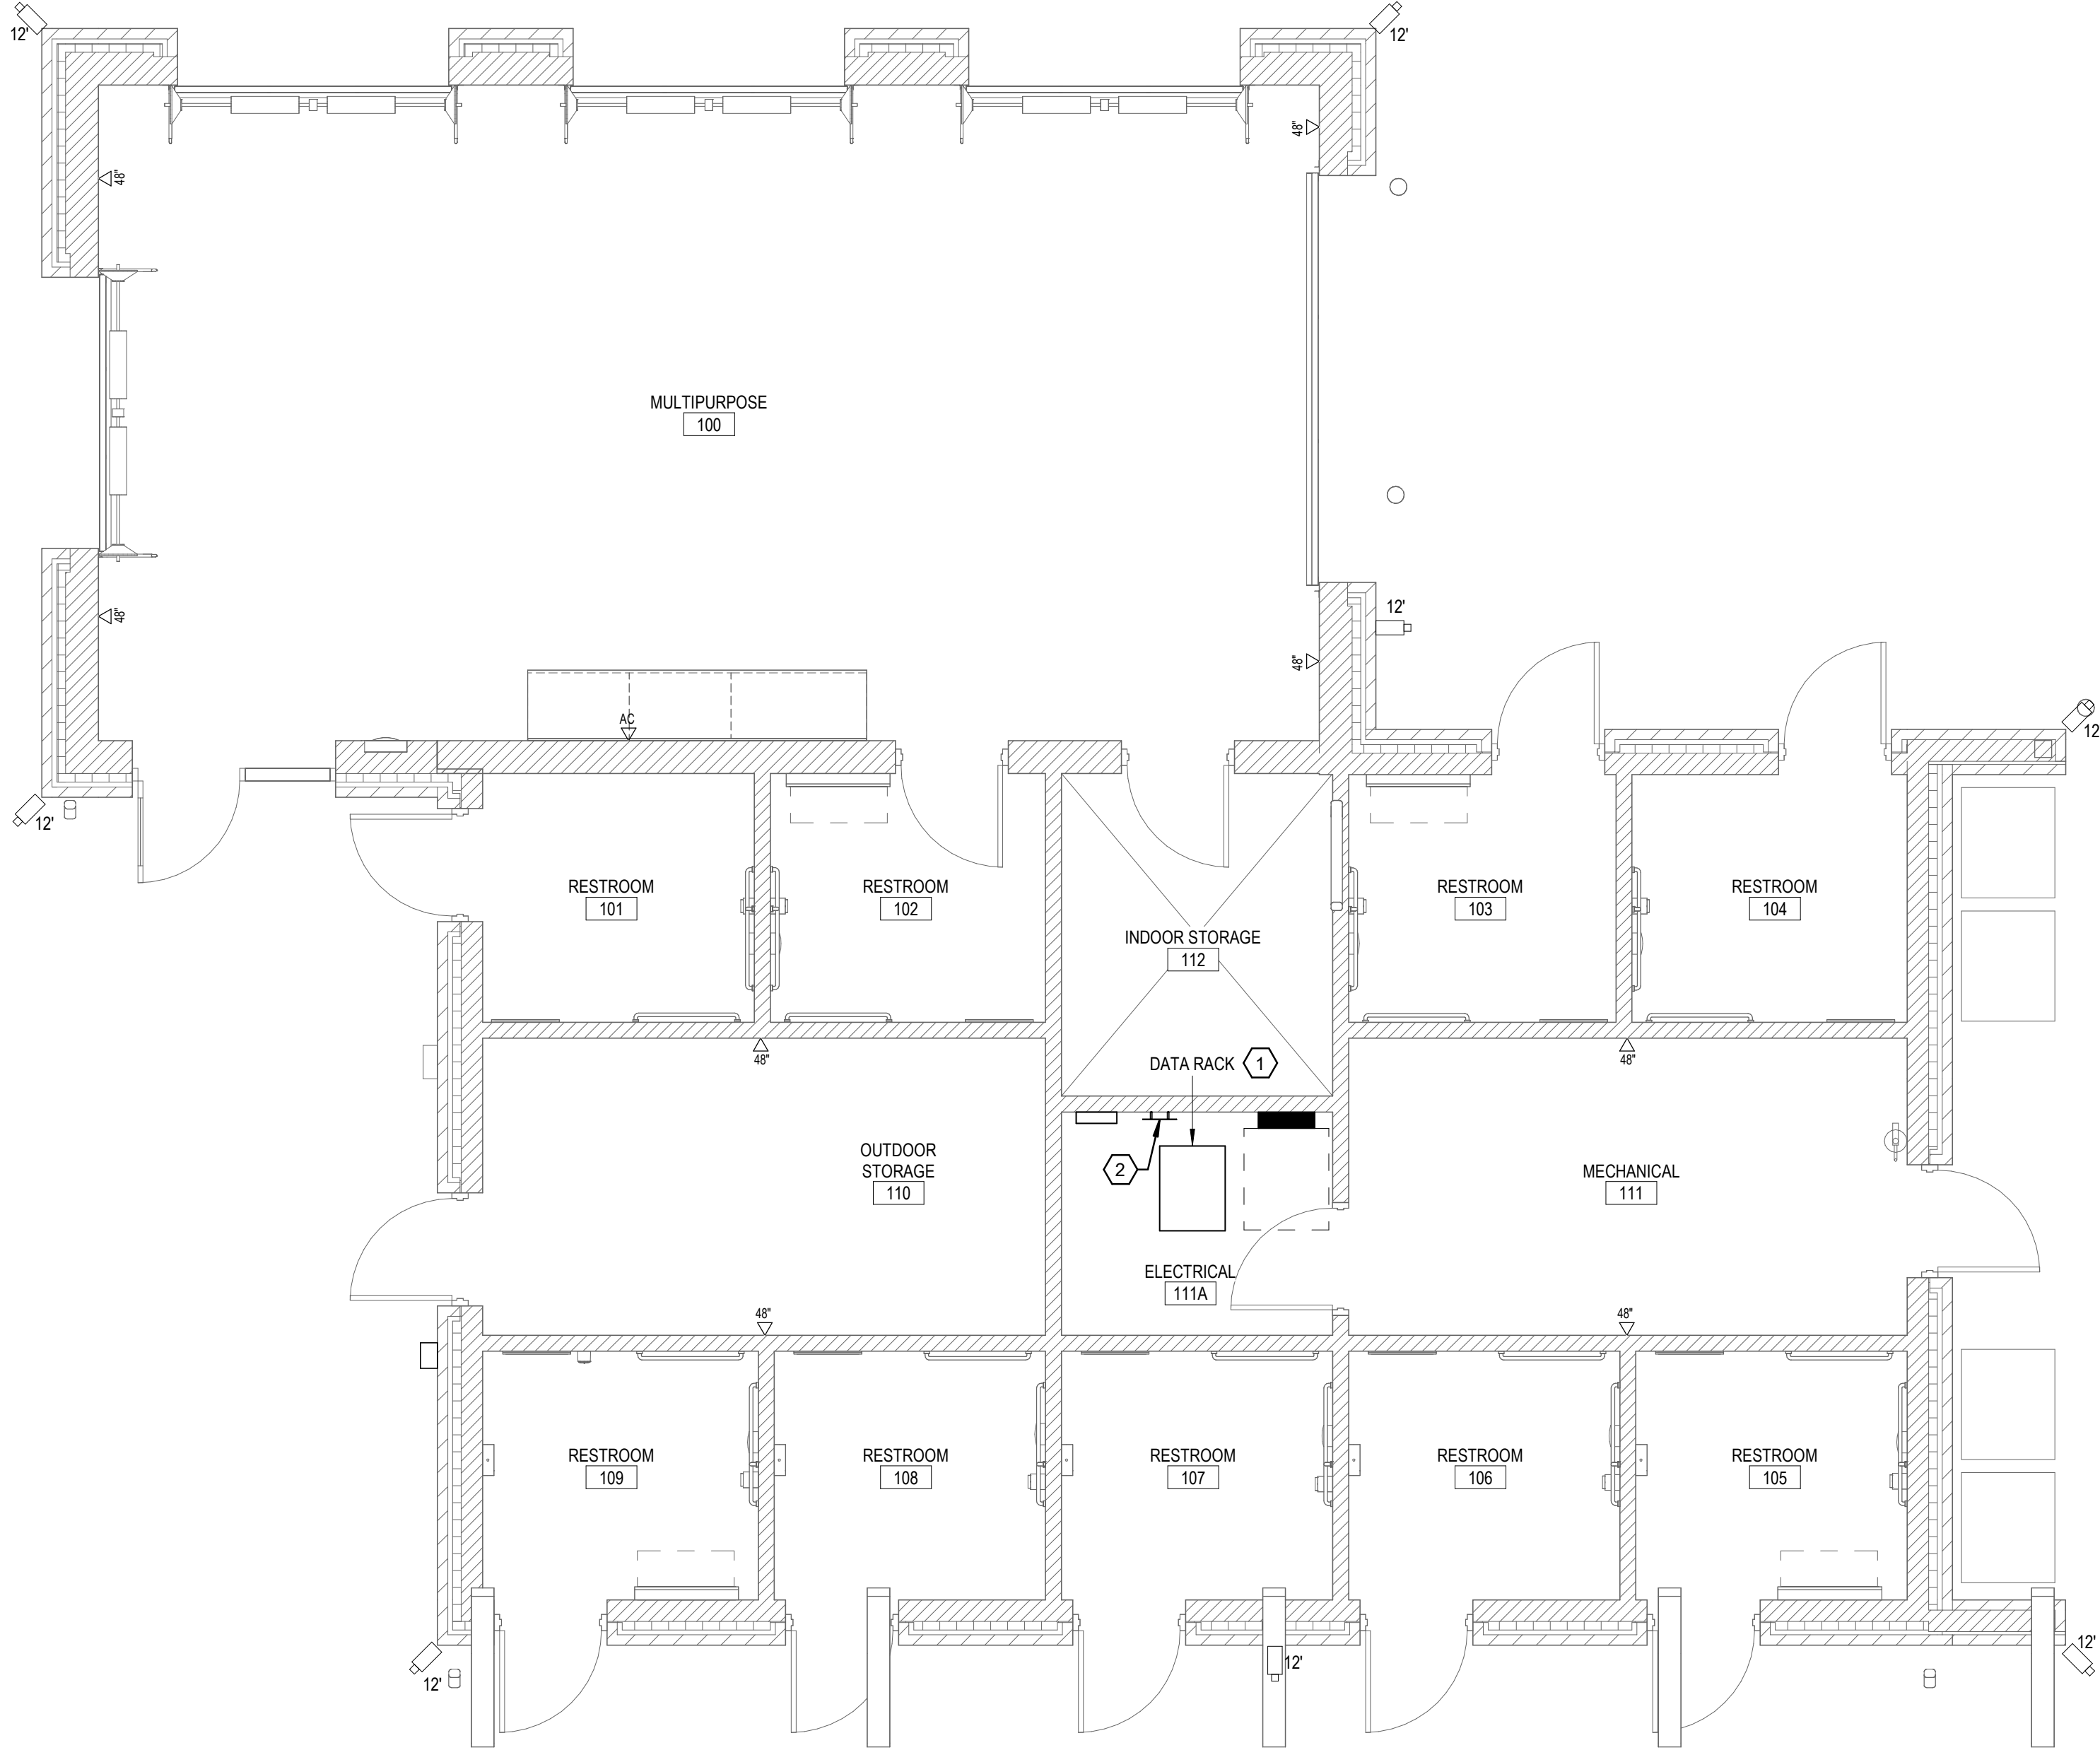 12'
12'
48"
48"
MULTIPURPOSE
100
48"
12'
48"
AC
12'
12
RESTROOM
101
RESTROOM
102
RESTROOM
103
RESTROOM
104
INDOOR STORAGE
112
48"
DATA RACK
1
48"
OUTDOOR
STORAGE
110
2
MECHANICAL
111
ELECTRICAL
111A
48"
48"
RESTROOM
109
RESTROOM
108
RESTROOM
107
RESTROOM
106
RESTROOM
105
12'
12'
12'